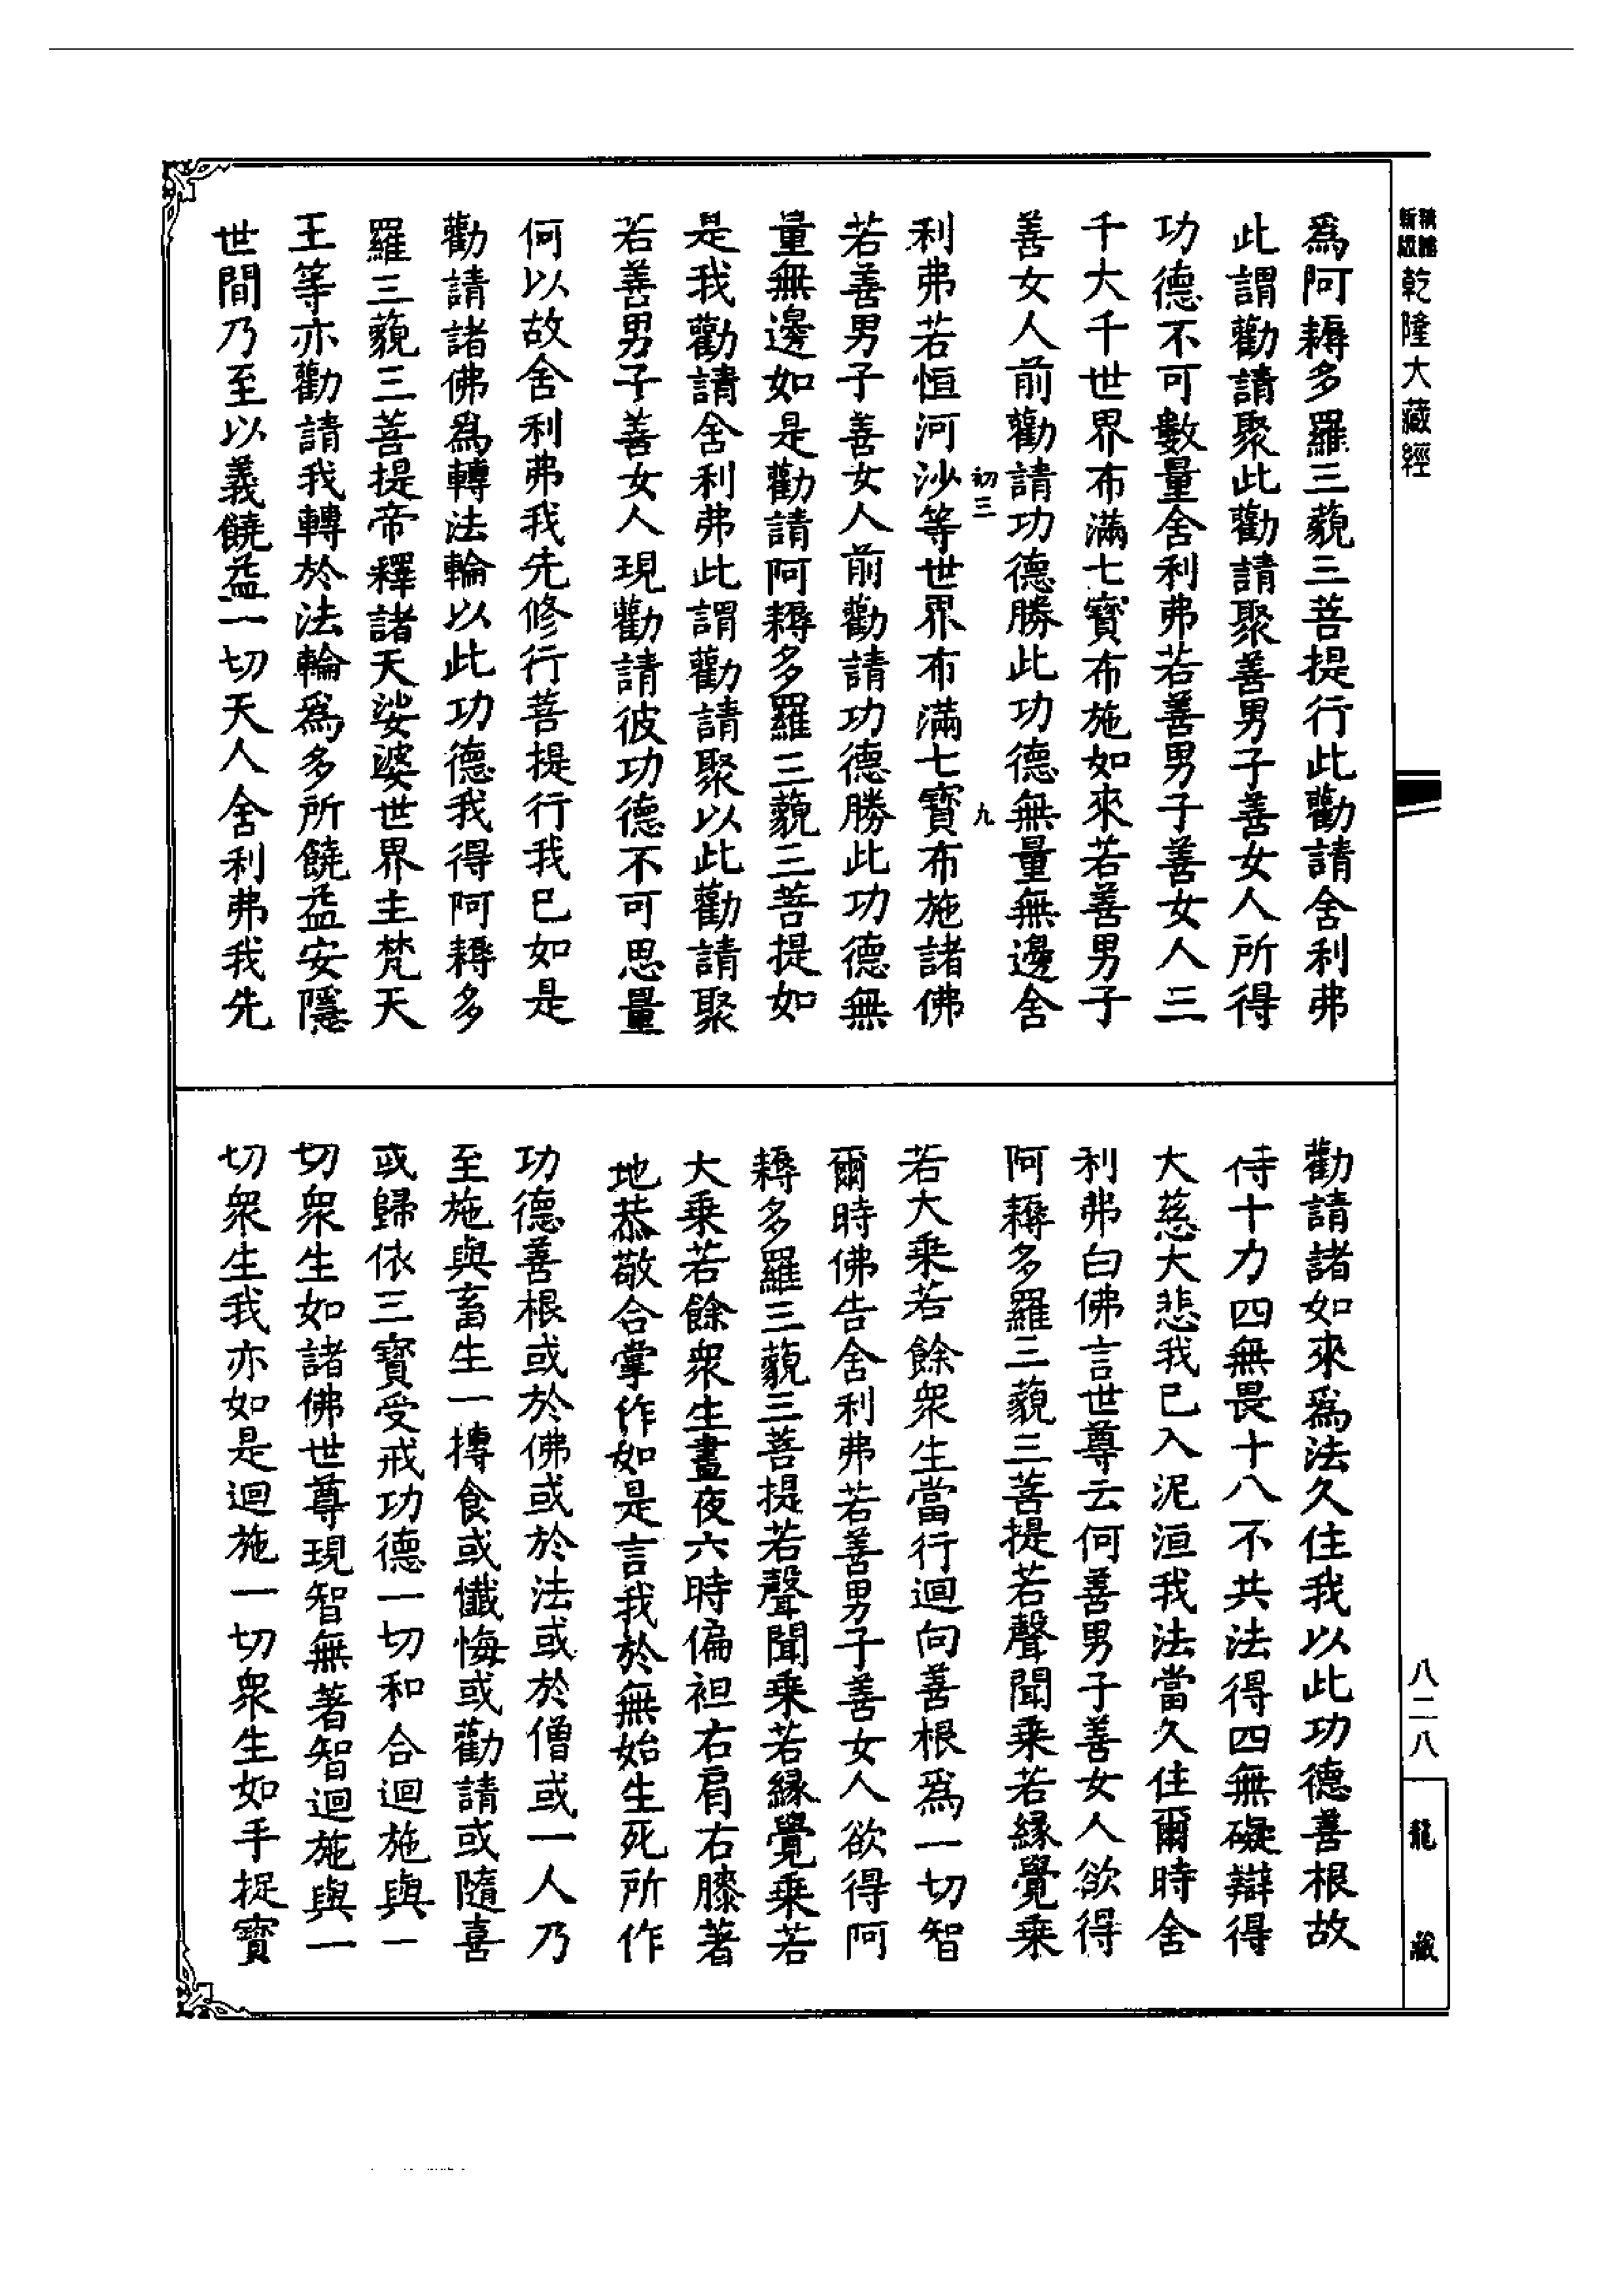 乾隆大藏經
爲阿耨多羅三藐三菩提行此勸請舍利弗
此謂勸請聚此勸請聚善男子善女人所得
功德不可數量舍利弗若善男子善女人三
千大千世界布滿七寶布施如來若善男子
善女人前勸請功德勝此功德無量無邊舍
初三 九
利弗若恒河沙等世界布滿七寶布施諸佛
若善男子善女人前勸請功德勝此功德無
量無邊如是勸請阿耨多羅三藐三菩提如
是我勸請舍利弗此謂勸請聚以此勸請聚
若善男子善女人現勸請彼功德不可思量
何以故舍利弗我先修行菩提行我已如是
勸請諸佛爲轉法輪以此功德我得阿耨多
羅三藐三菩提帝釋諸天娑婆世界主梵天
王等亦勸請我轉於法輪爲多所饒益安隱
世間乃至以義饒益一切天人舍利弗我先
勸請諸如來爲法久住我以此功德善根故
侍十力四無畏十八不共法得四無礙辯得
大慈大悲我已入泥洹我法當久住爾時舍
利弗白佛言世尊云何善男子善女人欲得
阿耨多羅三藐三菩提若聲聞乘若緣覺乘
若大乘若餘衆生當行迴向善根爲一切智
爾時佛告舍利弗若善男子善女人欲得阿
耨多羅三藐三菩提若聲聞乘若緣覺乘若
大乘若餘衆生晝夜六時偏袒右肩右膝著
地恭敬合掌作如是言我於無始生死所作
功德善根或於佛或於法或於僧或一人乃
至施與畜生一摶食或懺悔或勸請或隨喜
或歸依三寶受戒功德一切和合迴施與一
切衆生如諸佛世尊現智無著智迴施與一
切衆生我亦如是迴施一切衆生如手捉寶
八二八
龍藏